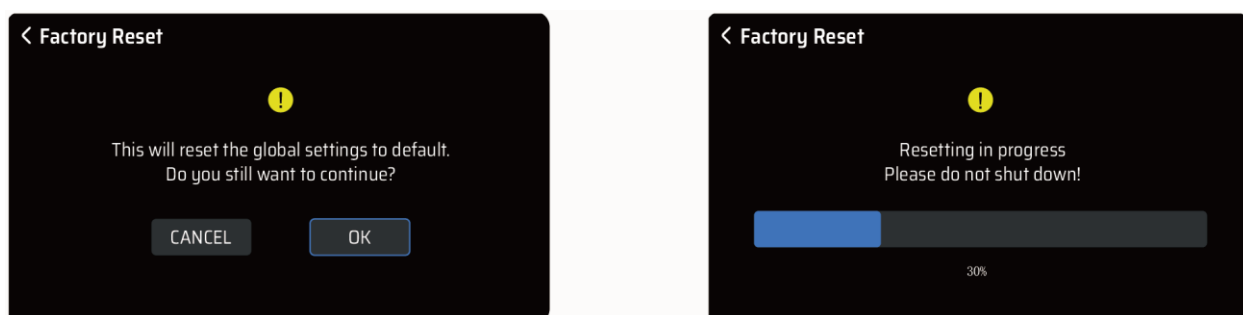 Factory Reset
!
This will reset the global settings to default.
Do you still want to continue?
CANCEL
OK
Factory Reset
!
Resetting in progress
Please do not shut down!
30%